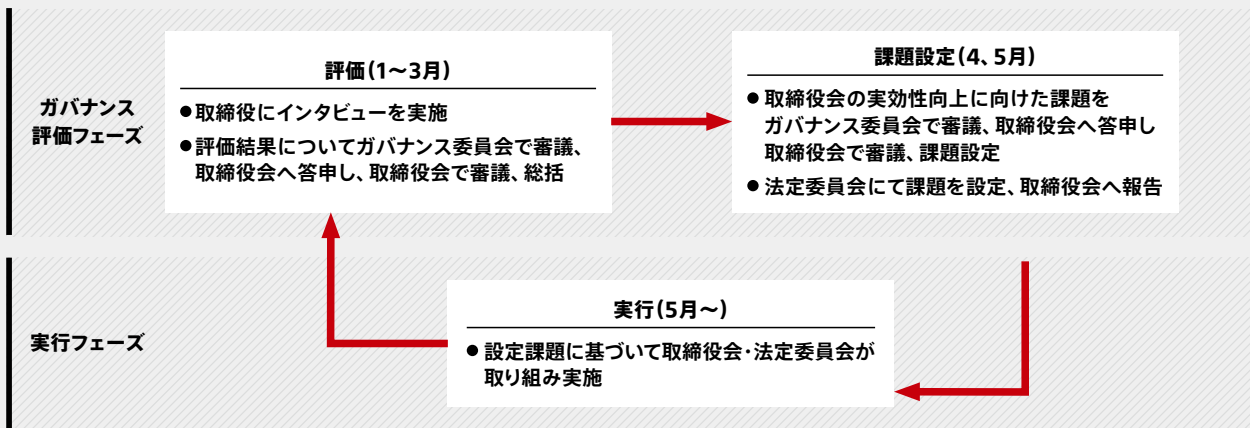 ガバナンス
評価フェーズ
評価(1～3月)
●取締役にインタビューを実施
●評価結果についてガバナンス委員会で審議、
取締役会へ答申し、取締役会で審議、総括
課題設定(4、5月)
●取締役会の実効性向上に向けた課題を
ガバナンス委員会で審議、取締役会へ答申し
取締役会で審議、課題設定
●法定委員会にて課題を設定、取締役会へ報告
実行フェーズ
実行(5月～)
●設定課題に基づいて取締役会・法定委員会が
取り組み実施